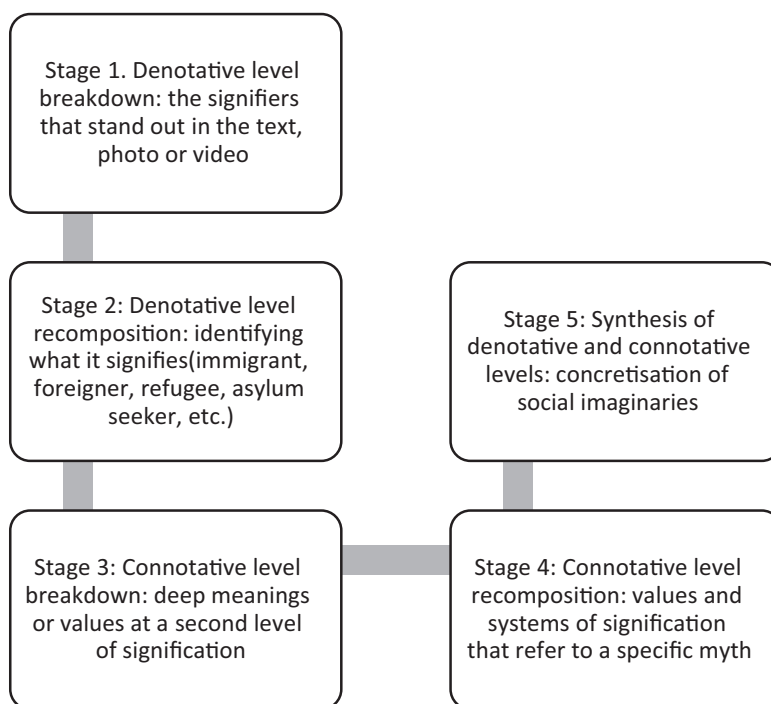 Stage 1. Denotative level
breakdown: the signifiers
that stand out in the text,
photo or video
Stage 2: Denotative level
recomposition: identifying
what it signifies(immigrant,
foreigner, refugee, asylum
seeker, etc.)
Stage 3: Connotative level
breakdown: deep meanings
or values at a second level
of signification
Stage 4: Connotative level
recomposition: values and
systems of signification
that refer to a specific myth
Stage 5: Synthesis of
denotative and connotative
levels: concretisation of
social imaginaries